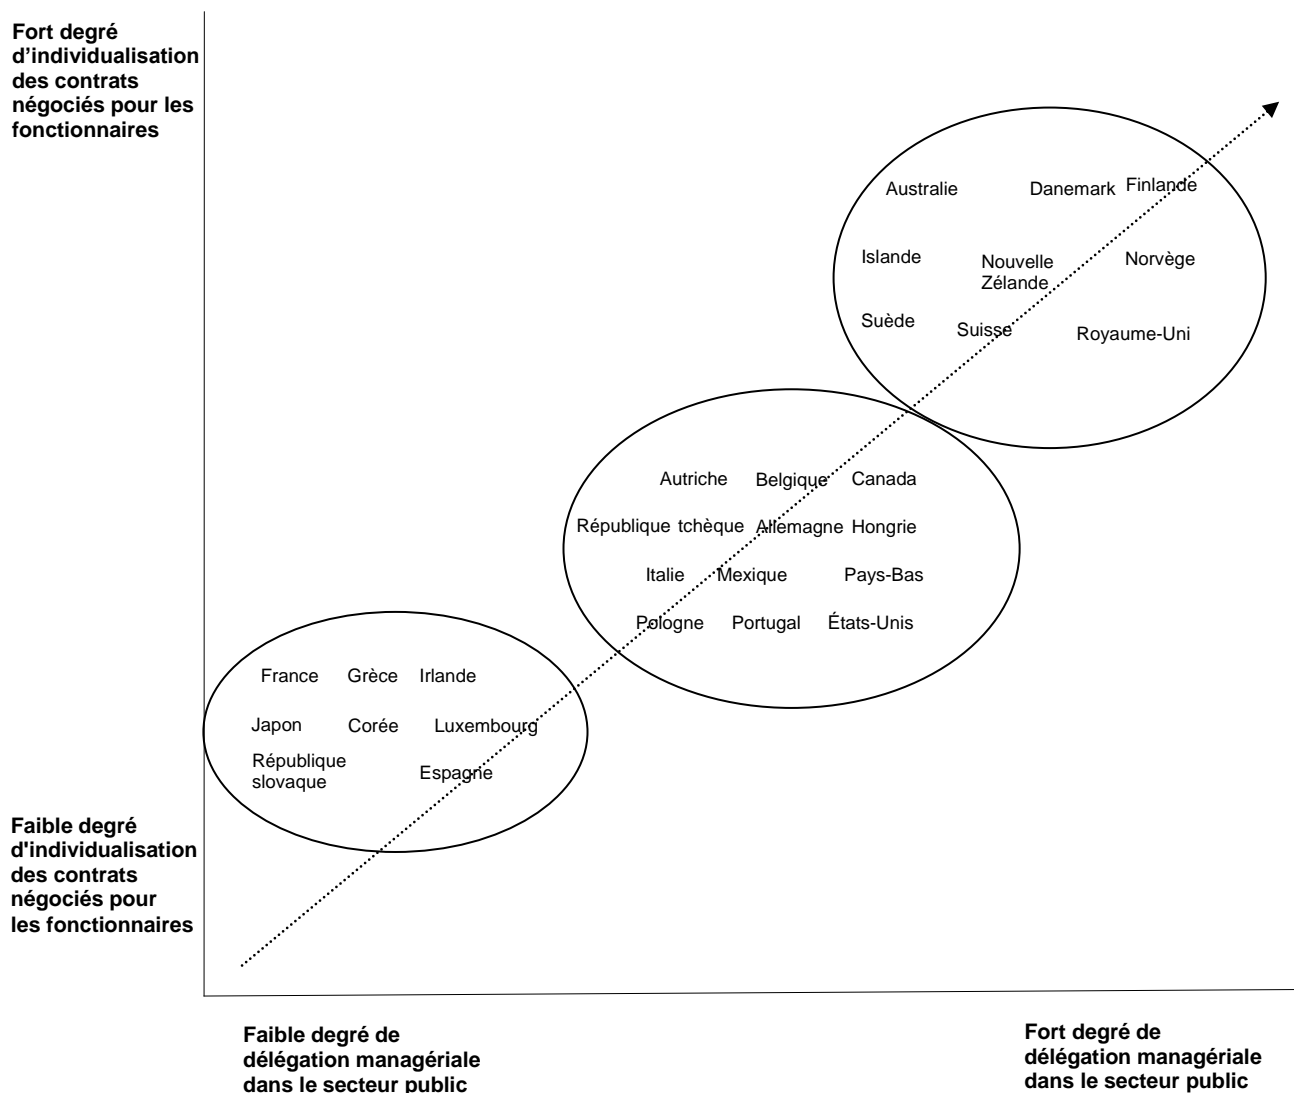 Fort degré
d’individualisation
des contrats
négociés pour les
fonctionnaires
Australie Danemark Finlande
Islande Nouvelle Norvège
Zélande
Suède Suisse Royaume-Uni
Autriche Belgique Canada
République tchèque Allemagne Hongrie
Italie Mexique Pays-Bas
Pologne Portugal États-Unis
France Grèce Irlande
Japon Corée Luxembourg
République
slovaque Espagne
Faible degré
d'individualisation
des contrats
négociés pour
les fonctionnaires
Faible degré de
délégation managériale
dans le secteur public
Fort degré de
délégation managériale
dans le secteur public